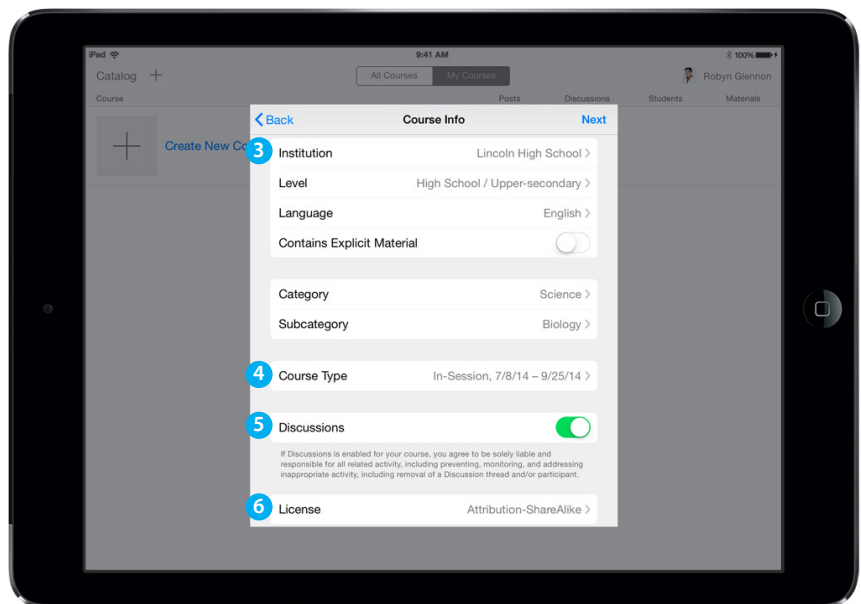 iPad 9:41 AM 100%
Catalog + All Courses My Courses Robyn Glennon
Course Posts Discussions Students Materials
Back Course Info Next
Create New Co
3 Institution Lincoln High School >
Level High School / Upper-secondary >
Language English >
Contains Explicit Material
Category Science >
Subcategory Biology >
4 Course Type In-Session, 7/8/14 – 9/25/14 >
5 Discussions
If Discussions is enabled for your course, you agree to be solely liable and
responsible for all related activity, including preventing, monitoring, and addressing
inappropriate activity, including removal of a Discussion thread and/or participant.
6 License Attribution-ShareAlike >